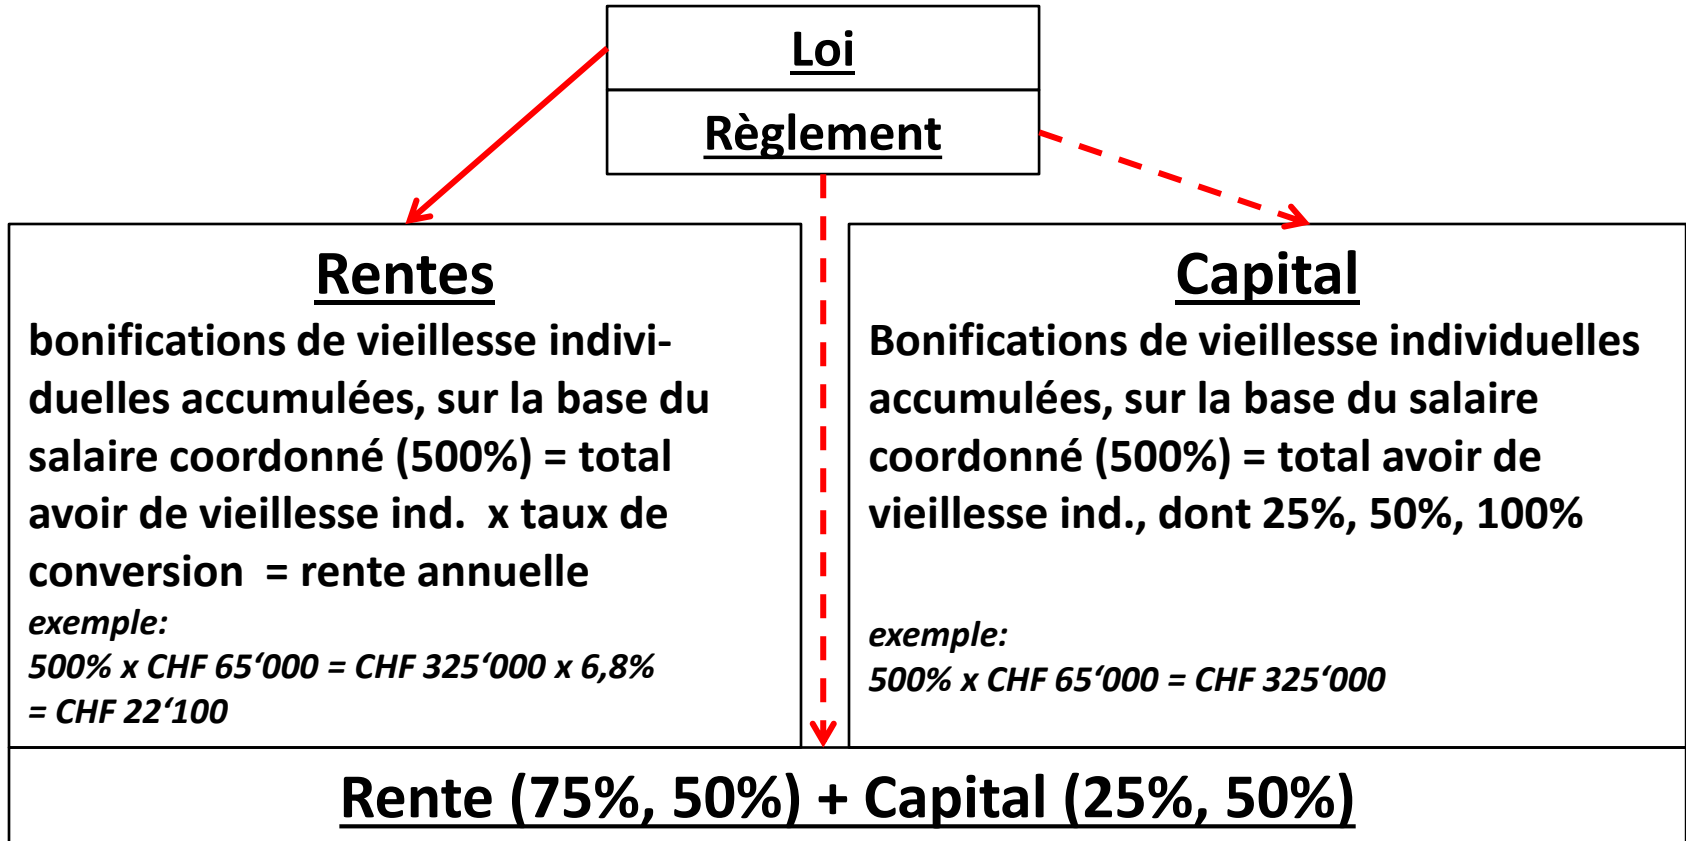 Loi
Règlement
Rentes
bonifications de vieillesse indivi-
duelles accumulées, sur la base du
salaire coordonné (500%) = total
avoir de vieillesse ind.  x taux de
conversion  = rente annuelle
exemple:
500% x CHF 65‘000 = CHF 325‘000 x 6,8%
= CHF 22‘100
Capital
Bonifications de vieillesse individuelles
accumulées, sur la base du salaire
coordonné (500%) = total avoir de
vieillesse ind., dont 25%, 50%, 100%
exemple:
500% x CHF 65‘000 = CHF 325‘000
Rente (75%, 50%) + Capital (25%, 50%)